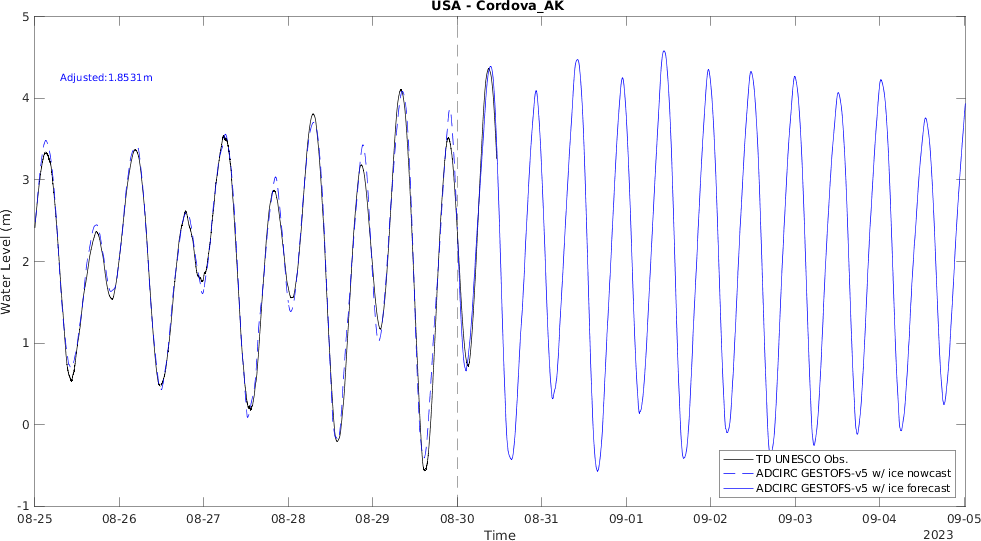 USA - Cordova_AK
5
4
3
2
1
0
-1
Water Level (m)
Adjusted:1.8531m
TD UNESCO Obs.
ADCIRC GESTOFS-v5 w/ ice nowcast
ADCIRC GESTOFS-v5 w/ ice forecast
08-25 08-26 08-27 08-28 08-29 08-30 08-31 09-01 09-02 09-03 09-04 09-05
Time
2023